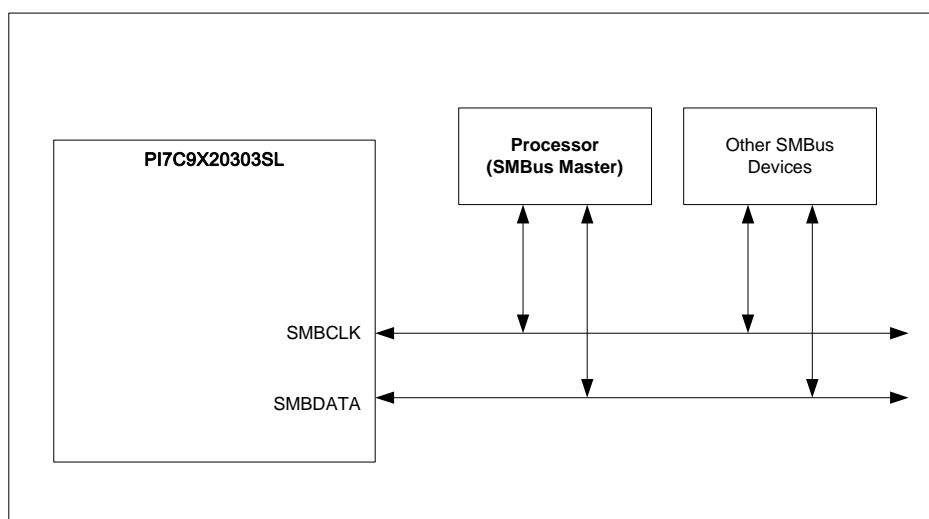 PI7C9X20303SL
Processor
(SMBus Master)
Other SMBus
Devices
SMBCLK
SMBDATA